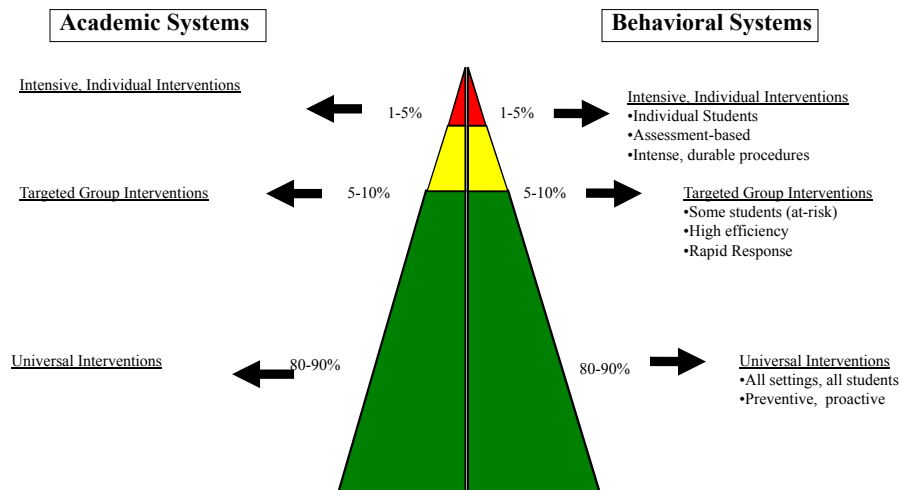 Academic Systems
Behavioral Systems
Intensive, Individual Interventions
1-5%
1-5%
Intensive, Individual Interventions
•Individual Students
•Assessment-based
•Intense, durable procedures
Targeted Group Interventions
5-10%
5-10%
Targeted Group Interventions
•Some students (at-risk)
•High efficiency
•Rapid Response
Universal Interventions
80-90%
80-90%
Universal Interventions
•All settings, all students
•Preventive,  proactive